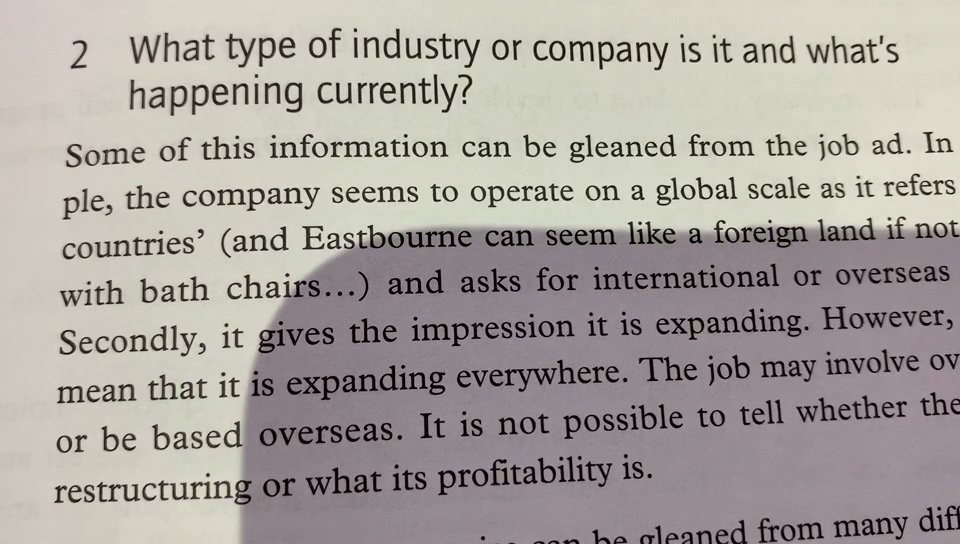 2 What type of industry or company is it and what's
happening currently?
Some of this information can be gleaned from the job ad. In
ple, the company seems to operate on a global scale as it refers
countries' (and Eastbourne can seem like a foreign land if not
with bath chairs...) and asks for international or overseas
Secondly, it gives the impression it is expanding. However,
mean that it is expanding everywhere. The job may involve ov
or be based overseas. It is not possible to tell whether the
restructuring or what its profitability is.
can be gleaned from many diff